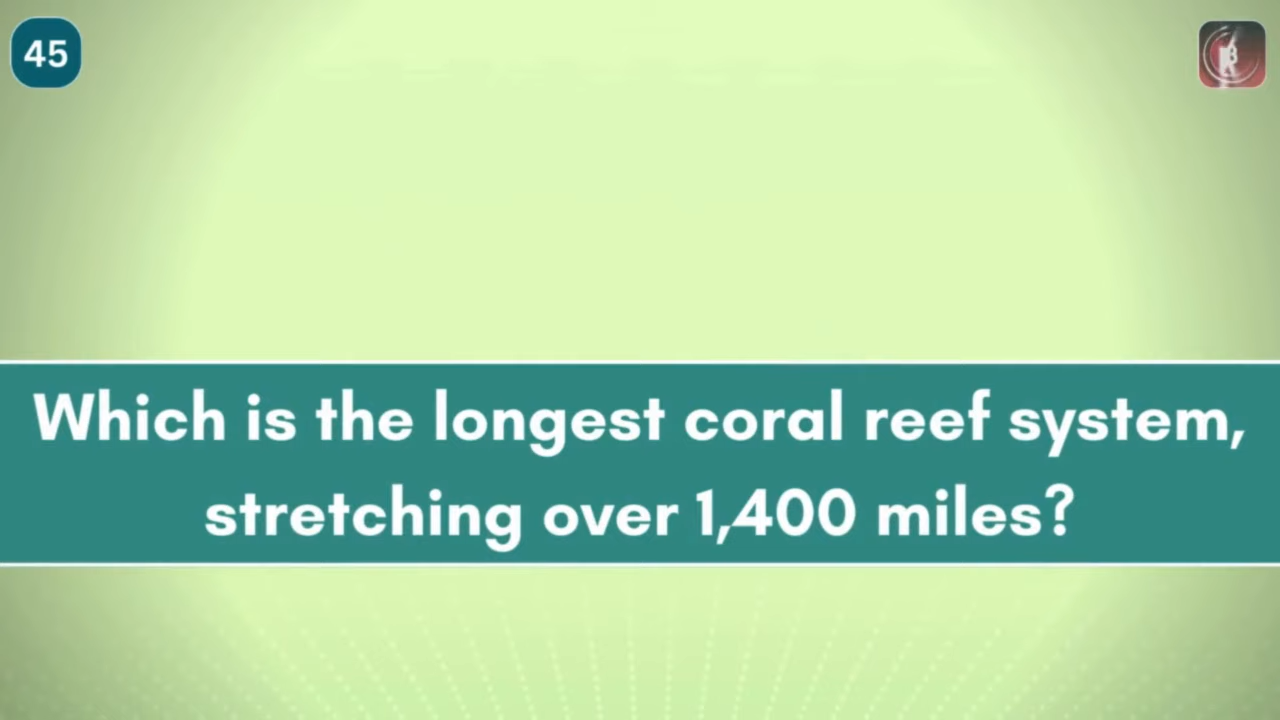 45
Which is the longest coral reef system,
stretching over 1,400 miles?